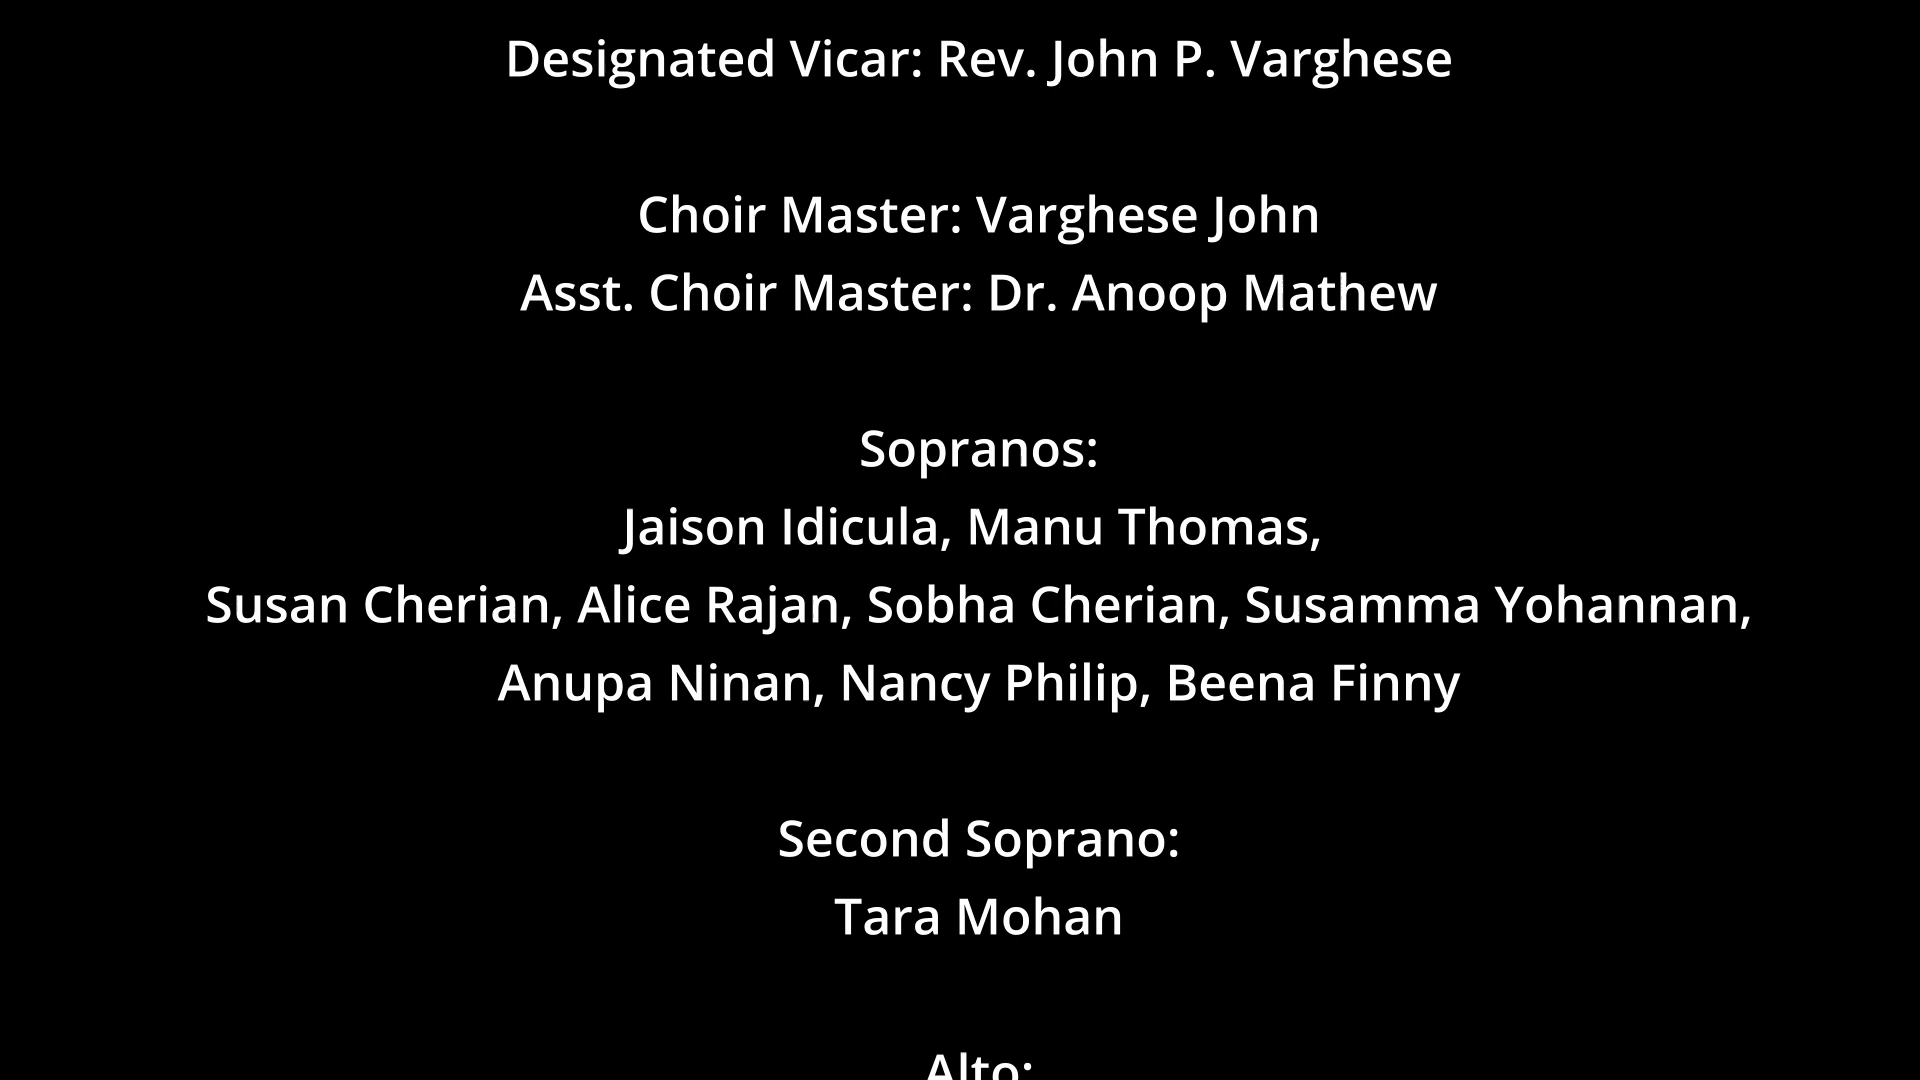 Designated Vicar: Rev. John P. Varghese
Choir Master: Varghese John
Asst. Choir Master: Dr. Anoop Mathew
Sopranos:
Jaison Idicula, Manu Thomas,
Susan Cherian, Alice Rajan, Sobha Cherian, Susamma Yohannan,
Anupa Ninan, Nancy Philip, Beena Finny
Second Soprano:
Tara Mohan
Alto: